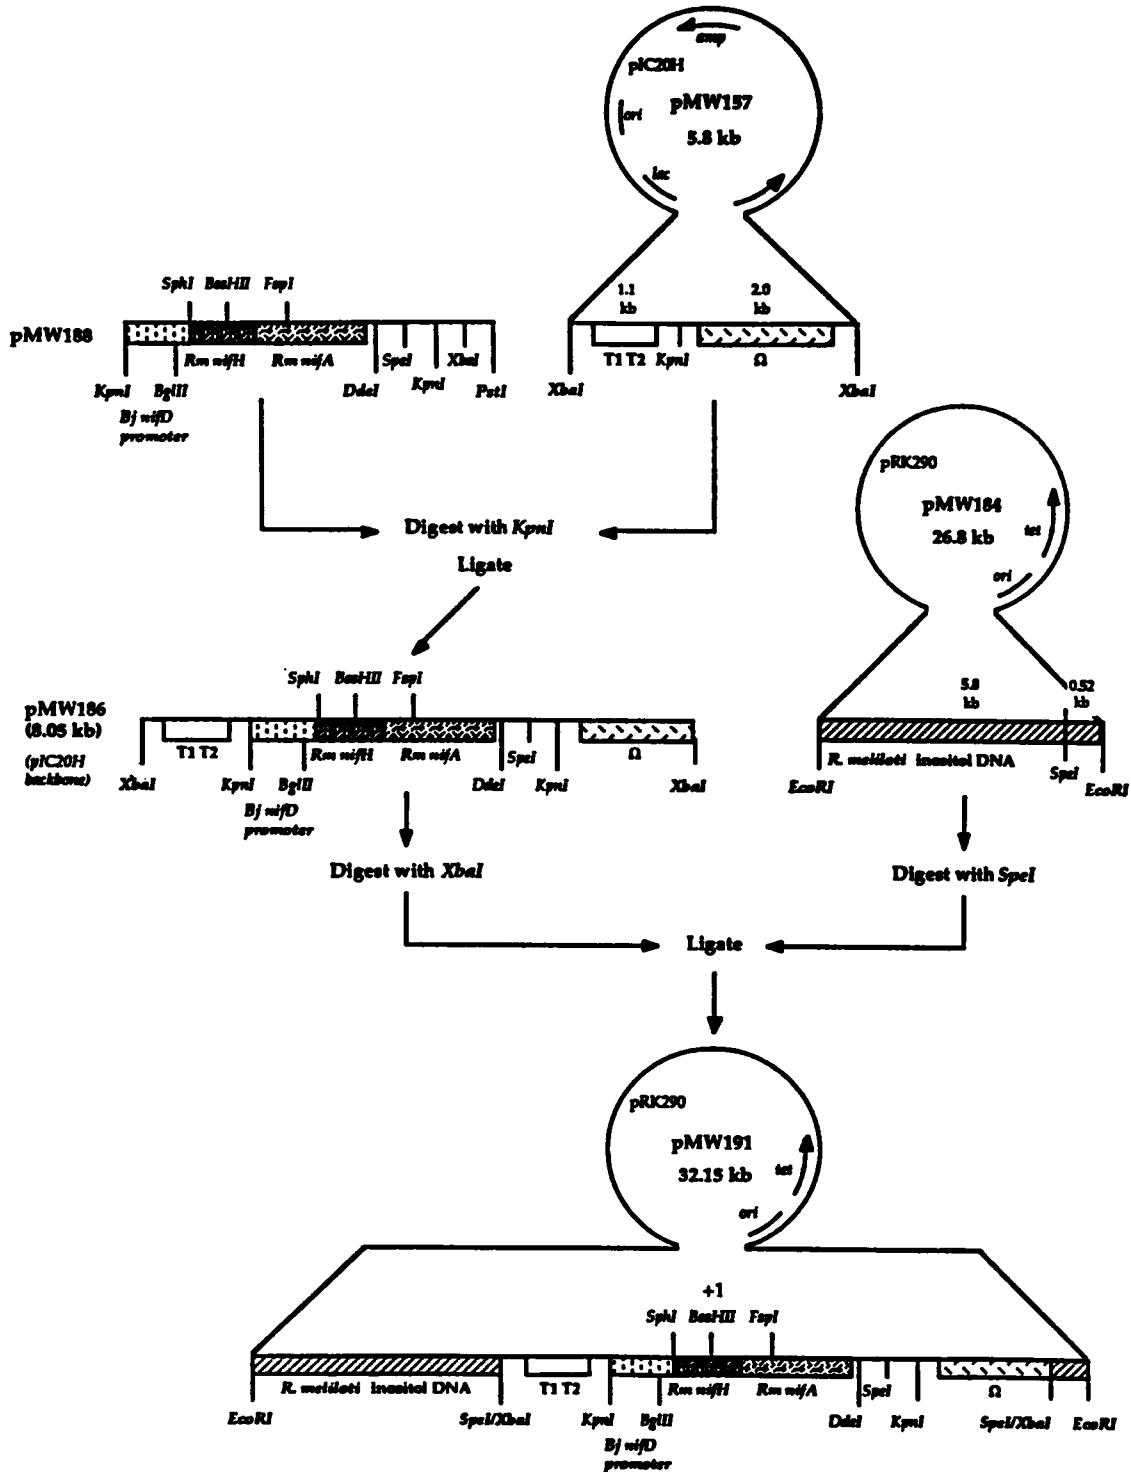 amp
pIC20H
pMW157
ori
5.8 kb
lac
SphI BssHII FspI
1.1 kb
2.0 kb
pMW188
Rm nifH Rm nifA
SpeI
XbaI
T1 T2 KpnI Ω
KpnI BglII DdeI KpnI PstI
XbaI XbaI
Bj nifD
promoter
pRK290
pMW184
26.8 kb
tet
ori
Digest with KpnI
Ligate
SphI BssHII FspI
5.8 kb
0.52 kb
pMW186
(8.05 kb)
(pIC20H
backbone)
T1 T2 Rm nifH Rm nifA SpeI Ω
XbaI KpnI BglII DdeI KpnI XbaI
Bj nifD
promoter
R. meliloti inositol DNA
SpeI
EcoRI EcoRI
Digest with XbaI
Digest with SpeI
Ligate
pRK290
pMW191
32.15 kb
tet
ori
+1
SphI BssHII FspI
R. meliloti inositol DNA T1 T2 Rm nifH Rm nifA SpeI Ω
EcoRI SpeI/XbaI KpnI BglII DdeI KpnI SpeI/XbaI EcoRI
Bj nifD
promoter